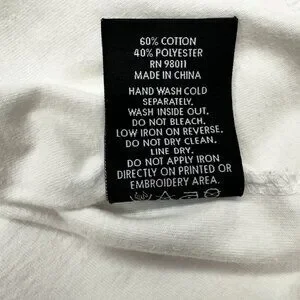 60% COTTON
40% POLYESTER
RN 98011
MADE IN CHINA
HAND WASH COLD
SEPARATELY.
WASH INSIDE OUT.
DO NOT BLEACH.
LOW IRON ON REVERSE.
DO NOT DRY CLEAN.
LINE DRY.
DO NOT APPLY IRON
DIRECTLY ON PRINTED OR
EMBROIDERY AREA.